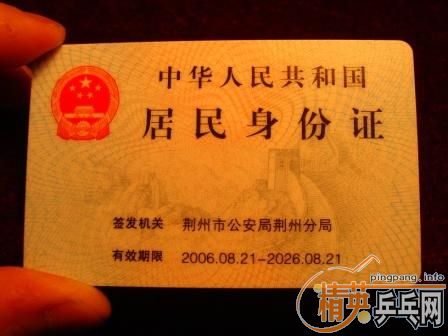 中华人民共和国
居民身份证
签发机关 荆州市公安局荆州分局
有效期限 2006.08.21-2026.08.21
pingpang.info
精英乒乓网